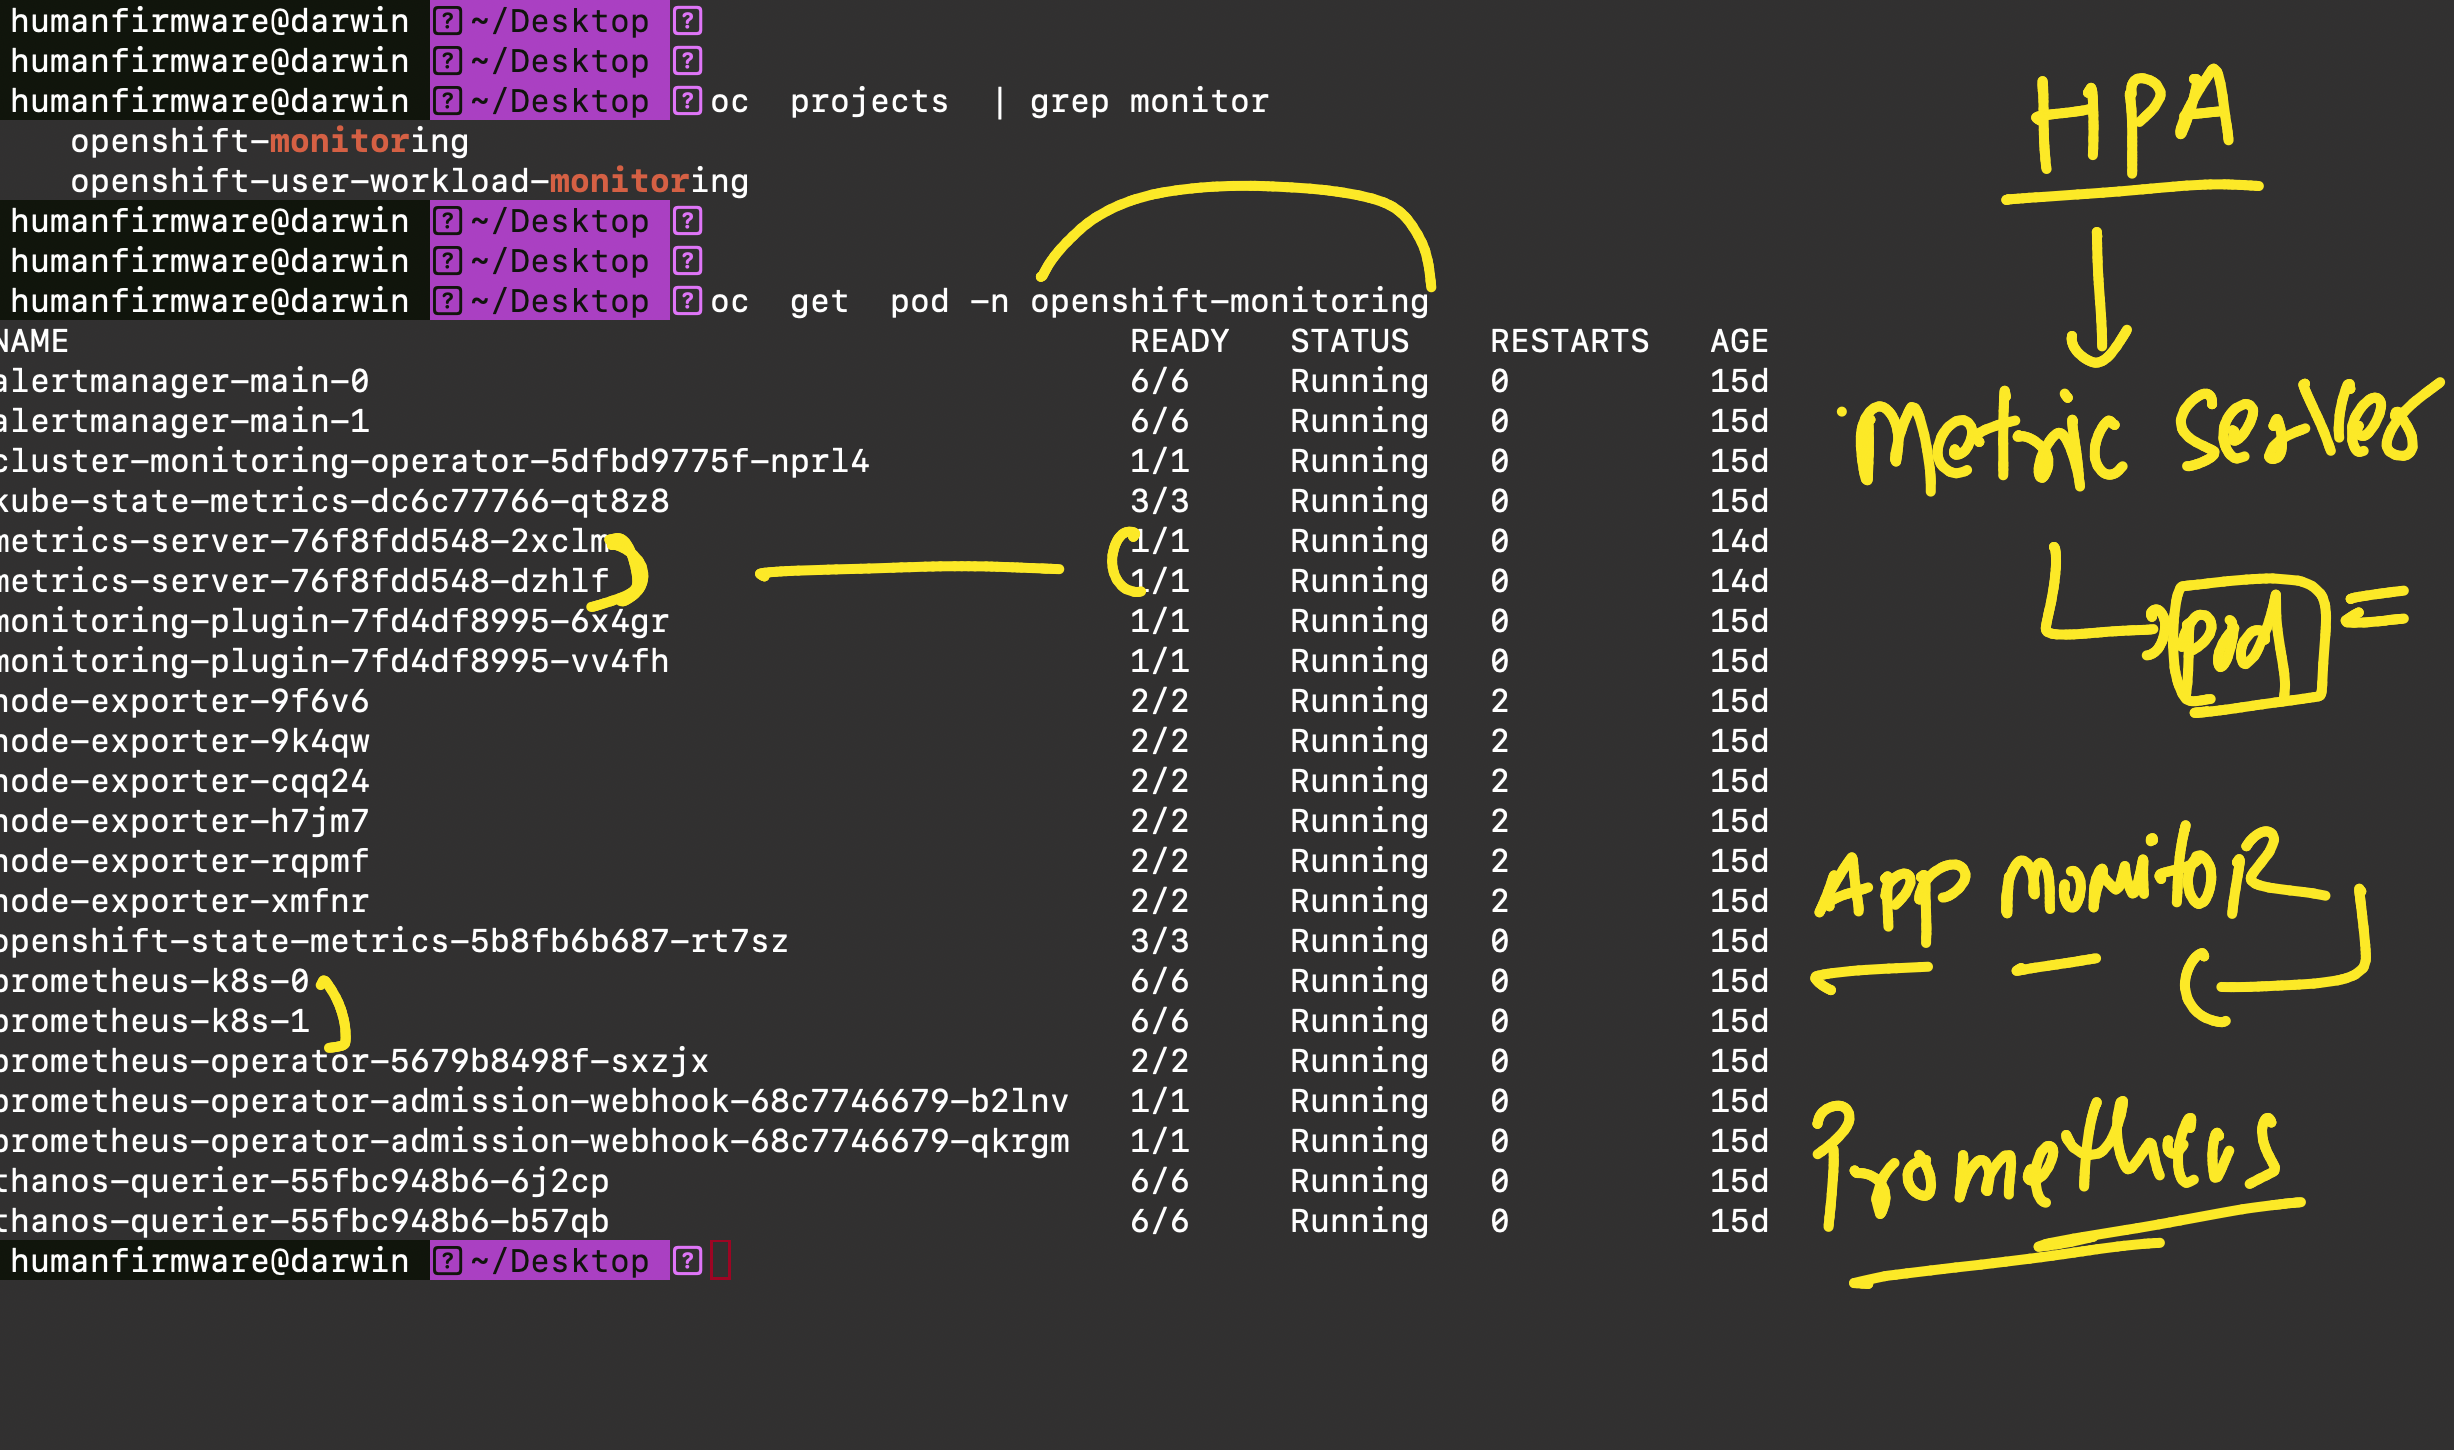 humanfirmware@darwin ~/Desktop
humanfirmware@darwin ~/Desktop
humanfirmware@darwin ~/Desktop oc projects | grep monitor
openshift-monitoring
openshift-user-workload-monitoring
humanfirmware@darwin ~/Desktop
humanfirmware@darwin ~/Desktop
humanfirmware@darwin ~/Desktop oc get pod -n openshift-monitoring
NAME READY STATUS RESTARTS AGE
alertmanager-main-0 6/6 Running 0 15d
alertmanager-main-1 6/6 Running 0 15d
cluster-monitoring-operator-5dfbd9775f-nprl4 1/1 Running 0 15d
kube-state-metrics-dc6c77766-qt8z8 3/3 Running 0 15d
metrics-server-76f8fdd548-2xclm 1/1 Running 0 14d
metrics-server-76f8fdd548-dzhlf 1/1 Running 0 14d
monitoring-plugin-7fd4df8995-6x4gr 1/1 Running 0 15d
monitoring-plugin-7fd4df8995-vv4fh 1/1 Running 0 15d
node-exporter-9f6v6 2/2 Running 2 15d
node-exporter-9k4qw 2/2 Running 2 15d
node-exporter-cqq24 2/2 Running 2 15d
node-exporter-h7jm7 2/2 Running 2 15d
node-exporter-rqpmf 2/2 Running 2 15d
node-exporter-xmfnr 2/2 Running 2 15d
openshift-state-metrics-5b8fb6b687-rt7sz 3/3 Running 0 15d
prometheus-k8s-0 6/6 Running 0 15d
prometheus-k8s-1 6/6 Running 0 15d
prometheus-operator-5679b8498f-sxzjx 2/2 Running 0 15d
prometheus-operator-admission-webhook-68c7746679-b2lnv 1/1 Running 0 15d
prometheus-operator-admission-webhook-68c7746679-qkrgm 1/1 Running 0 15d
thanos-querier-55fbc948b6-6j2cp 6/6 Running 0 15d
thanos-querier-55fbc948b6-b57qb 6/6 Running 0 15d
humanfirmware@darwin ~/Desktop
HPA
Metric Server
pod
App monitor
Prometheus